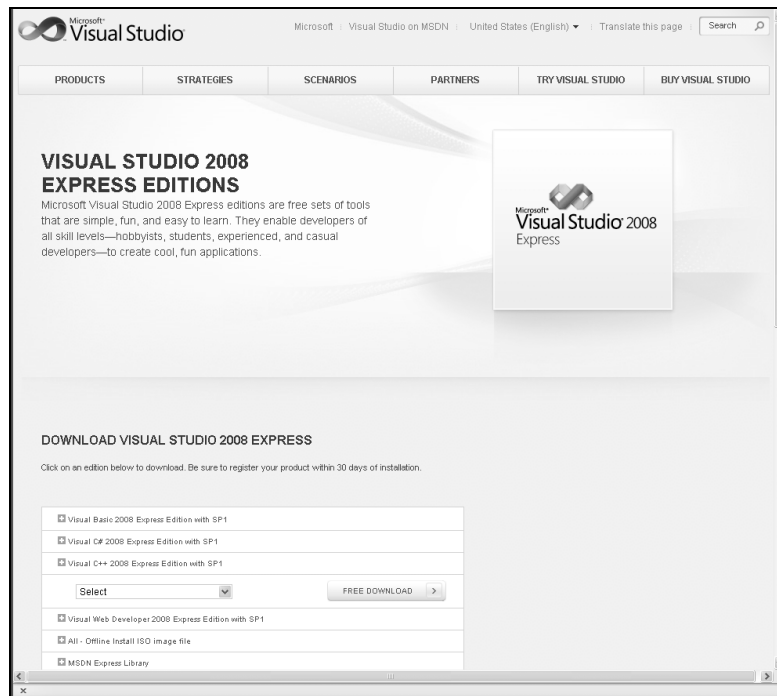 Microsoft®
Visual Studio®
Microsoft | Visual Studio on MSDN | United States (English) | Translate this page | Search
PRODUCTS STRATEGIES SCENARIOS PARTNERS TRY VISUAL STUDIO BUY VISUAL STUDIO
VISUAL STUDIO 2008
EXPRESS EDITIONS
Microsoft Visual Studio 2008 Express editions are free sets of tools
that are simple, fun, and easy to learn. They enable developers of
all skill levels—hobbyists, students, experienced, and casual
developers—to create cool, fun applications.
Microsoft®
Visual Studio® 2008
Express
DOWNLOAD VISUAL STUDIO 2008 EXPRESS
Click on an edition below to download. Be sure to register your product within 30 days of installation.
Visual Basic 2008 Express Edition with SP1
Visual C# 2008 Express Edition with SP1
Visual C++ 2008 Express Edition with SP1
Select FREE DOWNLOAD
Visual Web Developer 2008 Express Edition with SP1
All - Offline Install ISO image file
MSDN Express Library